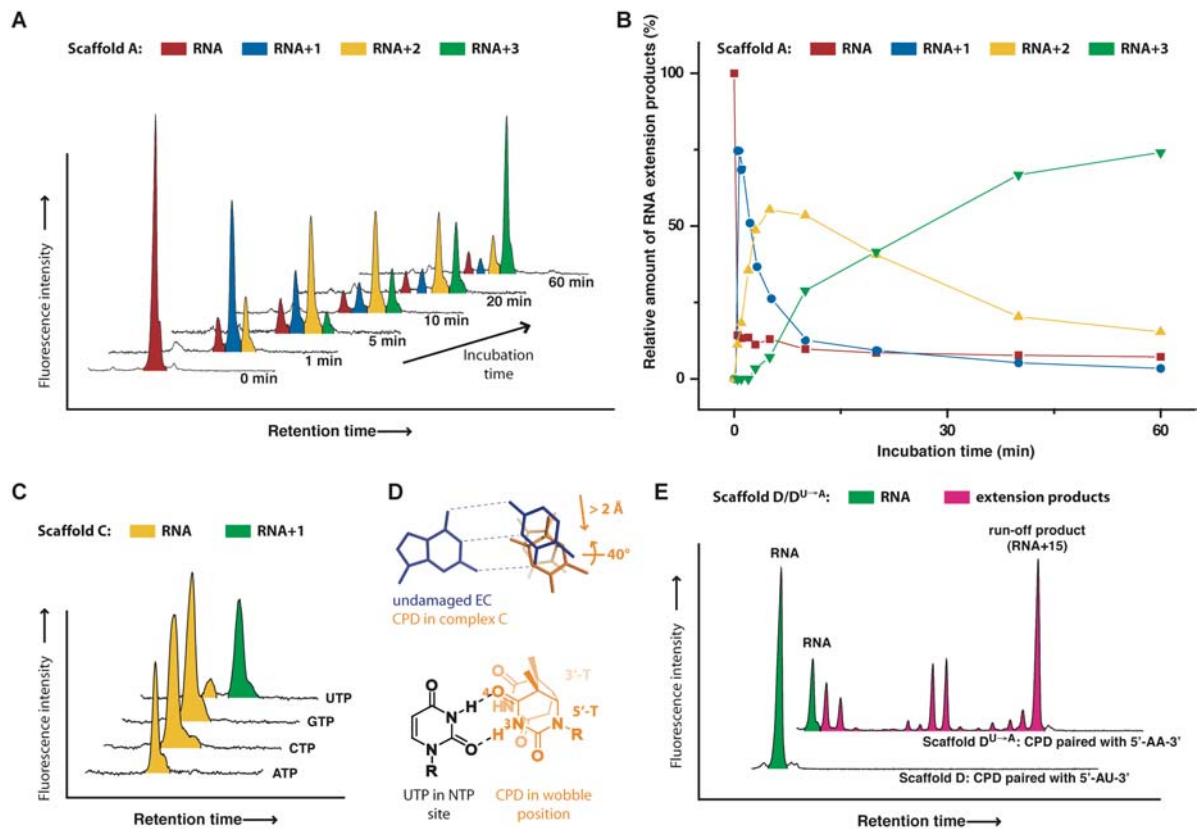 A
Scaffold A: RNA RNA+1 RNA+2 RNA+3
Fluorescence intensity
0 min
1 min
5 min
10 min
20 min
60 min
Incubation
time
Retention time
B
Scaffold A: RNA RNA+1 RNA+2 RNA+3
Relative amount of RNA extension products (%)
100
50
0
0
30
60
Incubation time (min)
C
Scaffold C: RNA RNA+1
Fluorescence intensity
UTP
GTP
CTP
ATP
Retention time
D
> 2 Å
40°
undamaged EC
CPD in complex C
O
N
H
O
N
R
O
4
O
HN
O
3'-T
5'-T
H
3
N
N
R
O
UTP in NTP
site
CPD in wobble
position
E
Scaffold D/DU→A: RNA extension products
Fluorescence intensity
RNA
RNA
run-off product
(RNA+15)
Scaffold DU→A: CPD paired with 5'-AA-3'
Scaffold D: CPD paired with 5'-AU-3'
Retention time